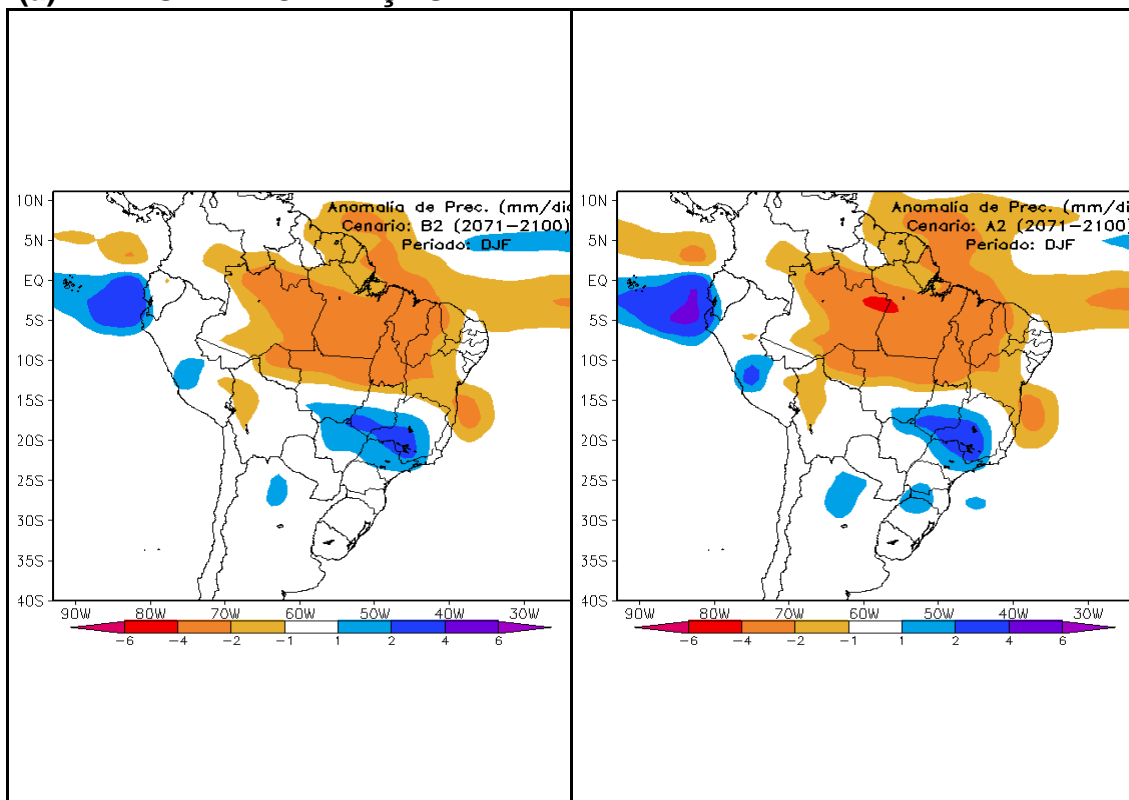 Anomalia de Prec. (mm/dia
Cenario: B2 (2071-2100)
Periodo: DJF
10N
5N
EQ
5S
10S
15S
20S
25S
30S
35S
40S
90W 80W 70W 60W 50W 40W 30W
-6 -4 -2 -1 1 2 4 6
Anomalia de Prec. (mm/di
Cenario: A2 (2071-2100)
Periodo: DJF
10N
5N
EQ
5S
10S
15S
20S
25S
30S
35S
40S
90W 80W 70W 60W 50W 40W 30W
-6 -4 -2 -1 1 2 4 6